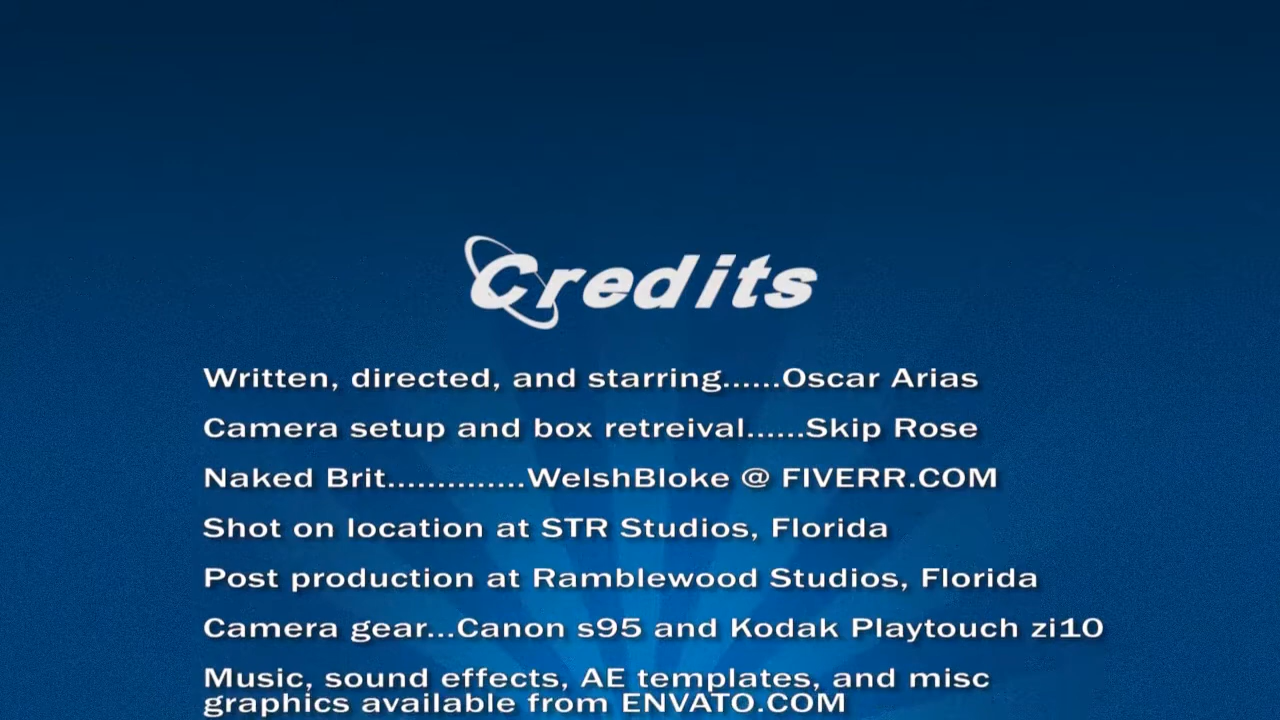 Credits
Written, directed, and starring......Oscar Arias
Camera setup and box retreival......Skip Rose
Naked Brit..............WelshBloke @ FIVERR.COM
Shot on location at STR Studios, Florida
Post production at Ramblewood Studios, Florida
Camera gear...Canon s95 and Kodak Playtouch zi10
Music, sound effects, AE templates, and misc
graphics available from ENVATO.COM